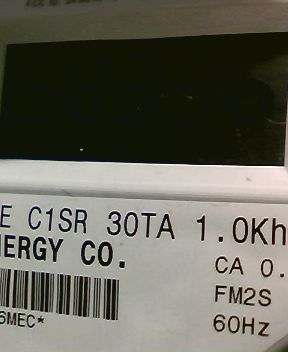 E C1SR 30TA 1.0Kh
ERGY CO.
CA 0.
FM2S
6MEC*
60Hz